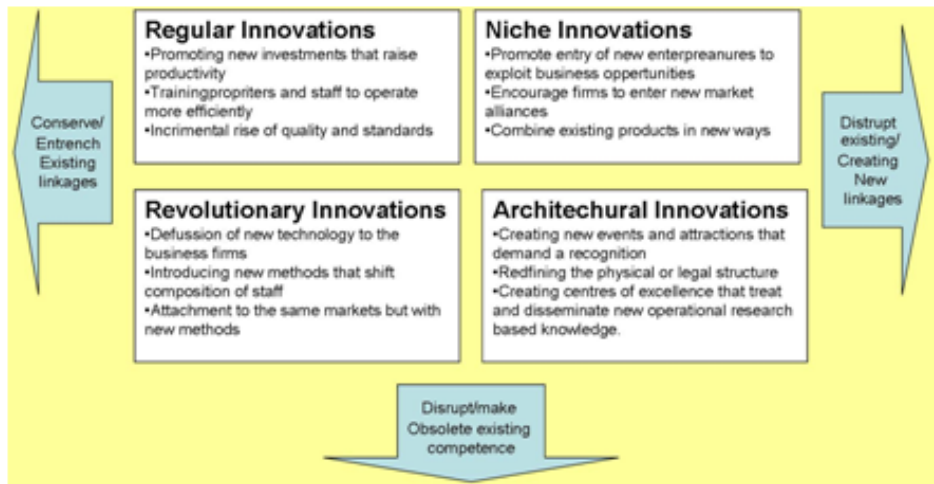 Regular Innovations
•Promoting new investments that raise
productivity
•Trainingpropriters and staff to operate
more efficiently
•Incrimental rise of quality and standards
Niche Innovations
•Promote entry of new enterpreanures to
exploit business oppertunities
•Encourage firms to enter new market
alliances
•Combine existing products in new ways
Conserve/
Entrench
Existing
linkages
Distrupt
existing/
Creating
New
linkages
Revolutionary Innovations
•Defussion of new technology to the
business firms
•Introducing new methods that shift
composition of staff
•Attachment to the same markets but with
new methods
Architechural Innovations
•Creating new events and attractions that
demand a recognition
•Redfining the physical or legal structure
•Creating centres of excellence that treat
and disseminate new operational research
based knowledge.
Disrupt/make
Obsolete existing
competence